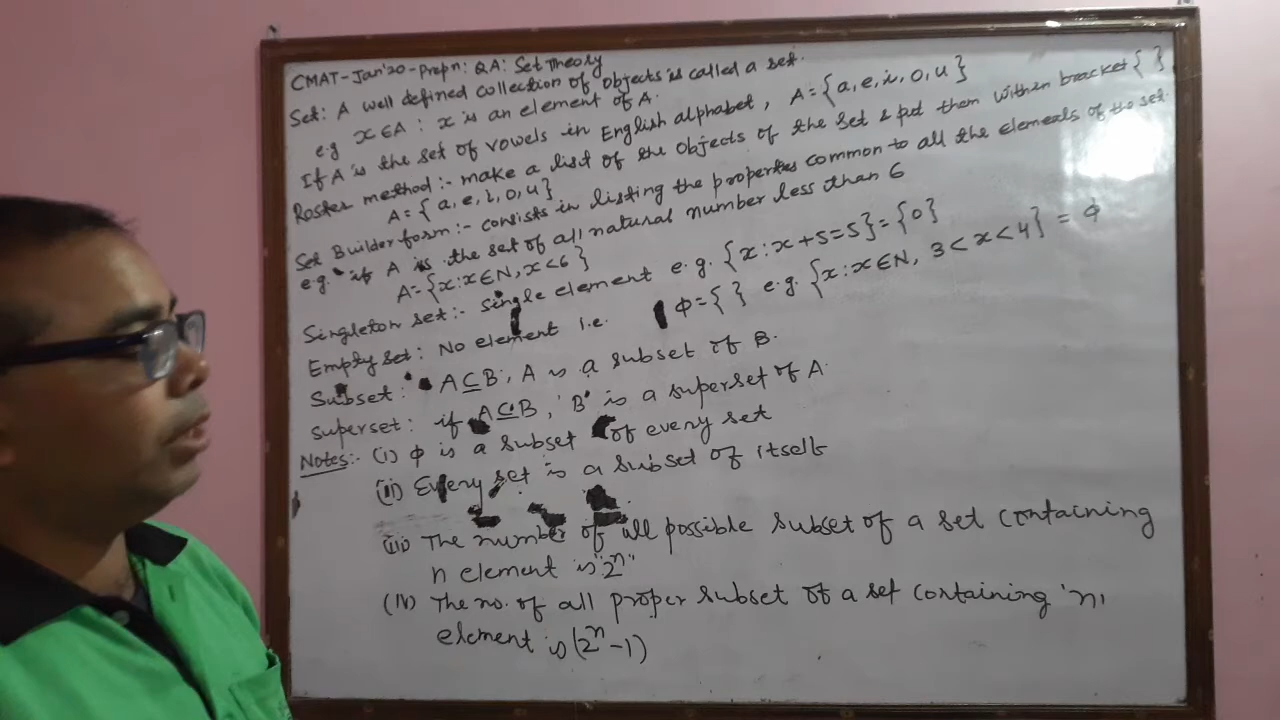 CMAT-Jan'20-Prepn: QA: Set Theory
Set: A well defined collection of objects is called a set.
e.g x ∈ A : x is an element of A.
If A is the set of vowels in English alphabet, A = {a, e, i, o, u}
Roster method :- make a list of the objects of the set & put them within bracket { }
A = {a, e, i, o, u}
Set Builder form :- consists in listing the properties common to all the elements of the set.
e.g. if A is the set of all natural number less than 6
A = {x : x ∈ N, x < 6}
Singleton set :- single element e.g. {x : x + 5 = 5} = {0}
Empty set : No element i.e. ϕ = { } e.g. {x : x ∈ N, 3 < x < 4} = ϕ
Subset : A ⊆ B, A is a subset of B.
Superset : if A ⊆ B, 'B' is a superset of A.
Notes:- (i) ϕ is a subset of every set
(ii) Every set is a subset of itself
(iii) The number of all possible subset of a set containing
n element is "2ⁿ"
(iv) The no. of all proper subset of a set containing 'n'
element is (2ⁿ - 1)